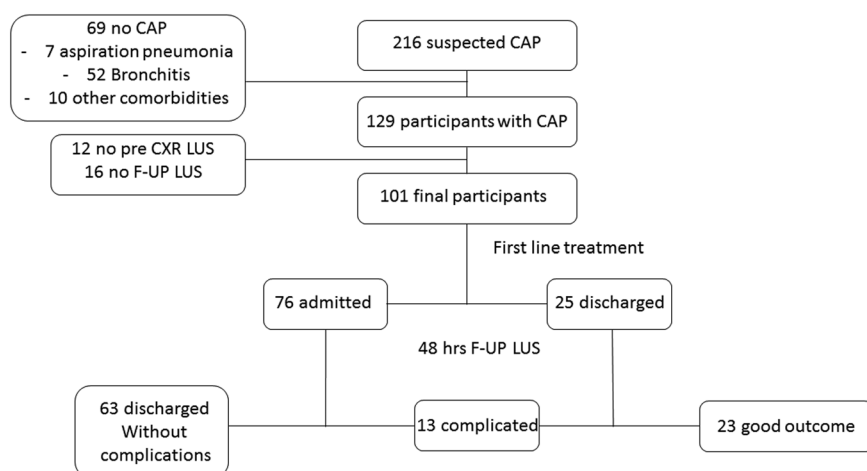 69 no CAP
- 7 aspiration pneumonia
- 52 Bronchitis
- 10 other comorbidities
216 suspected CAP
129 participants with CAP
12 no pre CXR LUS
16 no F-UP LUS
101 final participants
First line treatment
76 admitted
25 discharged
48 hrs F-UP LUS
63 discharged
Without
complications
13 complicated
23 good outcome